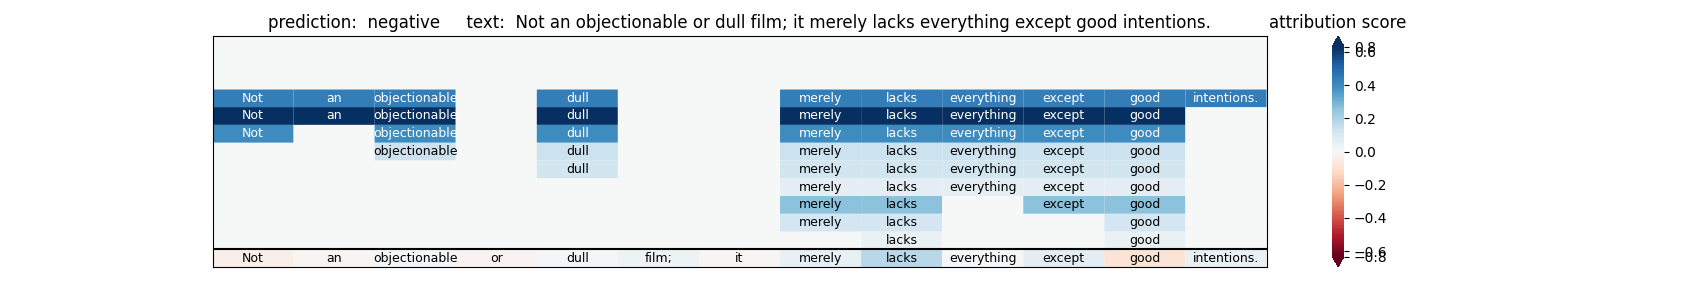 prediction:  negative     text:  Not an objectionable or dull film; it merely lacks everything except good intentions.     attribution score
Not an objectionable dull merely lacks everything except good intentions.
Not an objectionable dull merely lacks everything except good
Not objectionable dull merely lacks everything except good
objectionable dull merely lacks everything except good
dull merely lacks everything except good
merely lacks everything except good
merely lacks except good
merely lacks good
lacks good
Not an objectionable or dull film; it merely lacks everything except good intentions.
0.8
0.6
0.4
0.2
0.0
−0.2
−0.4
−0.6
−0.8